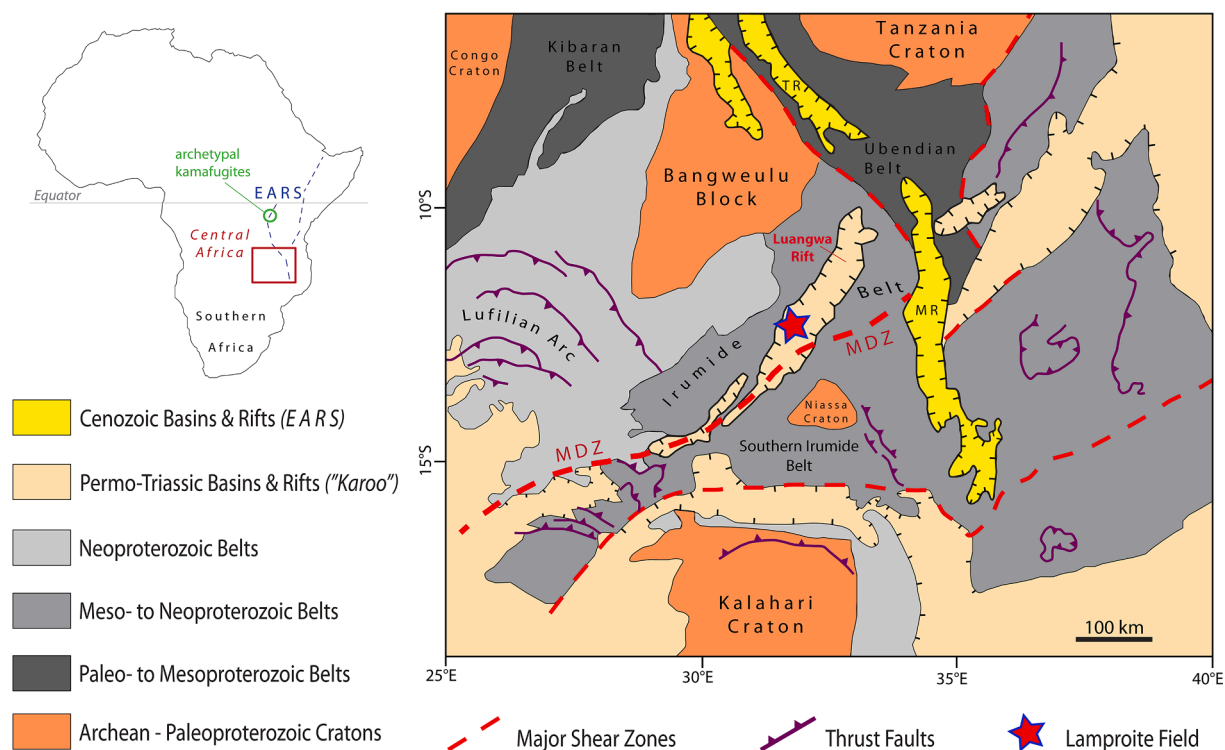 archetypal
kamafugites
E A R S
Equator
Central
Africa
Southern
Africa
Cenozoic Basins & Rifts (E A R S)
Permo-Triassic Basins & Rifts ("Karoo")
Neoproterozoic Belts
Meso- to Neoproterozoic Belts
Paleo- to Mesoproterozoic Belts
Archean - Paleoproterozoic Cratons
Congo
Craton
Kibaran
Belt
Tanzania
Craton
TR
Ubendian
Belt
Bangweulu
Block
10°S
Luangwa
Rift
Belt
MR
Lufilian Arc
Irumide
MDZ
Niassa
Craton
MDZ
15°S
Southern Irumide
Belt
Kalahari
Craton
100 km
25°E
30°E
35°E
40°E
Major Shear Zones
Thrust Faults
Lamproite Field